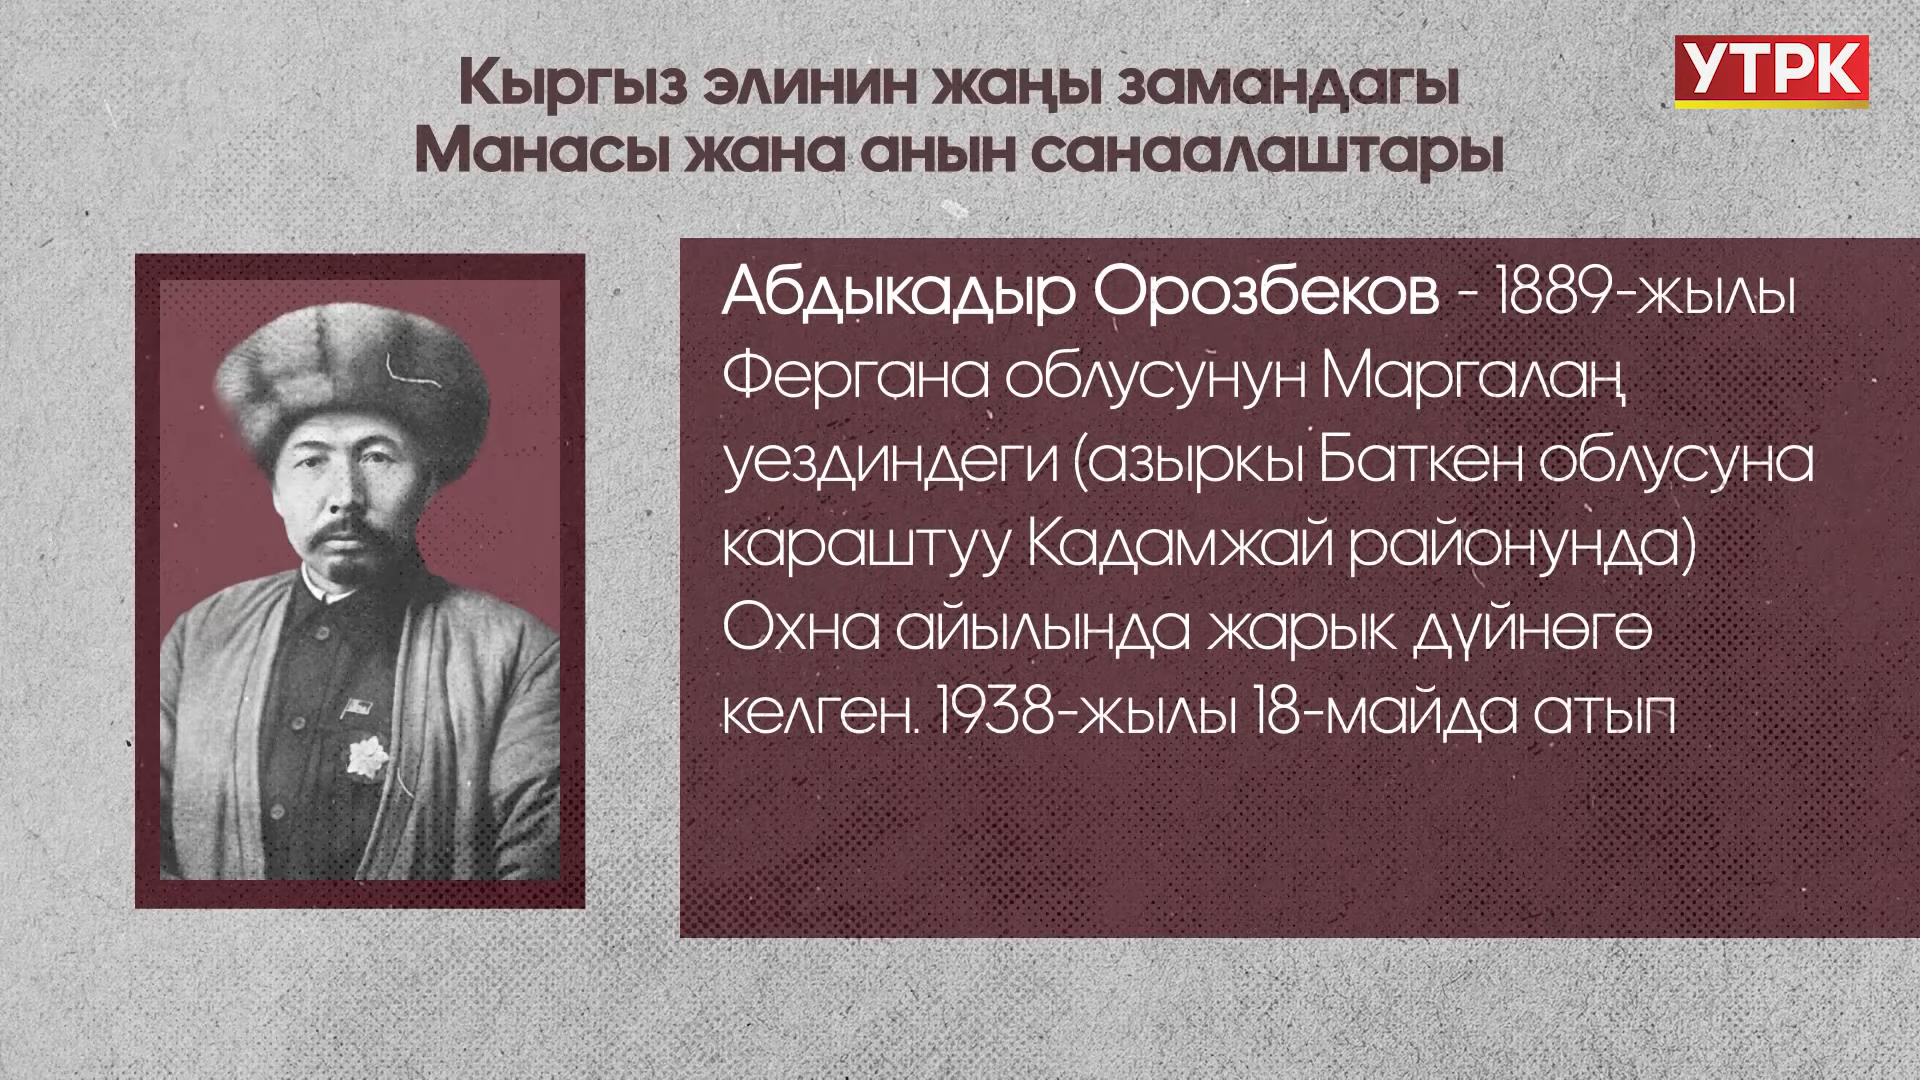 Кыргыз элинин жаңы замандагы
Манасы жана анын санаалаштары
УТРК
Абдыкадыр Орозбеков - 1889-жылы
Фергана облусунун Маргалаң
уездиндеги (азыркы Баткен облусуна
караштуу Кадамжай районунда)
Охна айылында жарык дүйнөгө
келген. 1938-жылы 18-майда атып